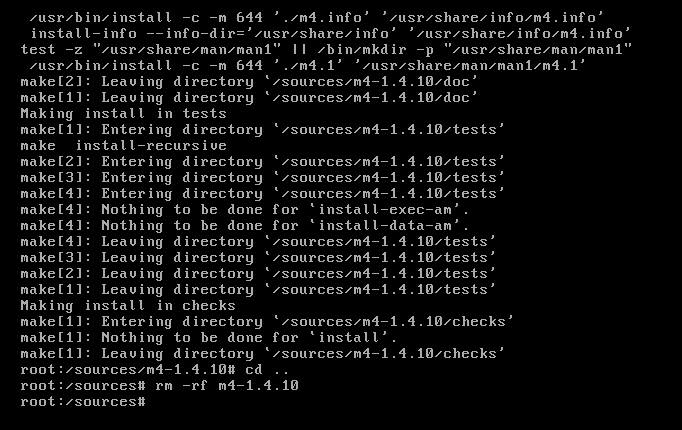 /usr/bin/install -c -m 644 './m4.info' '/usr/share/info/m4.info'
install-info --info-dir='/usr/share/info' '/usr/share/info/m4.info'
test -z "/usr/share/man/man1" || /bin/mkdir -p "/usr/share/man/man1"
/usr/bin/install -c -m 644 './m4.1' '/usr/share/man/man1/m4.1'
make[2]: Leaving directory `/sources/m4-1.4.10/doc'
make[1]: Leaving directory `/sources/m4-1.4.10/doc'
Making install in tests
make[1]: Entering directory `/sources/m4-1.4.10/tests'
make  install-recursive
make[2]: Entering directory `/sources/m4-1.4.10/tests'
make[3]: Entering directory `/sources/m4-1.4.10/tests'
make[4]: Entering directory `/sources/m4-1.4.10/tests'
make[4]: Nothing to be done for `install-exec-am'.
make[4]: Nothing to be done for `install-data-am'.
make[4]: Leaving directory `/sources/m4-1.4.10/tests'
make[3]: Leaving directory `/sources/m4-1.4.10/tests'
make[2]: Leaving directory `/sources/m4-1.4.10/tests'
make[1]: Leaving directory `/sources/m4-1.4.10/tests'
Making install in checks
make[1]: Entering directory `/sources/m4-1.4.10/checks'
make[1]: Nothing to be done for `install'.
make[1]: Leaving directory `/sources/m4-1.4.10/checks'
root:/sources/m4-1.4.10# cd ..
root:/sources# rm -rf m4-1.4.10
root:/sources#